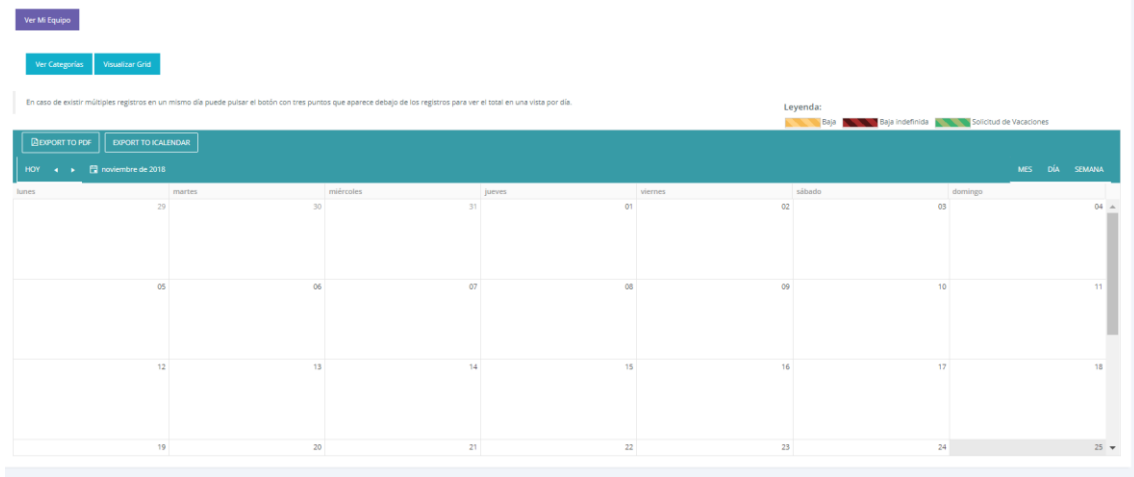 Ver Mi Equipo
Ver Categorías Visualizar Grid
En caso de existir múltiples registros en un mismo día puede pulsar el botón con tres puntos que aparece debajo de los registros para ver el total en una vista por día.
Leyenda:
Baja Baja indefinida Solicitud de Vacaciones
EXPORT TO PDF EXPORT TO ICALENDAR
HOY noviembre de 2018 MES DÍA SEMANA
lunes martes miércoles jueves viernes sábado domingo
29 30 31 01 02 03 04
05 06 07 08 09 10 11
12 13 14 15 16 17 18
19 20 21 22 23 24 25